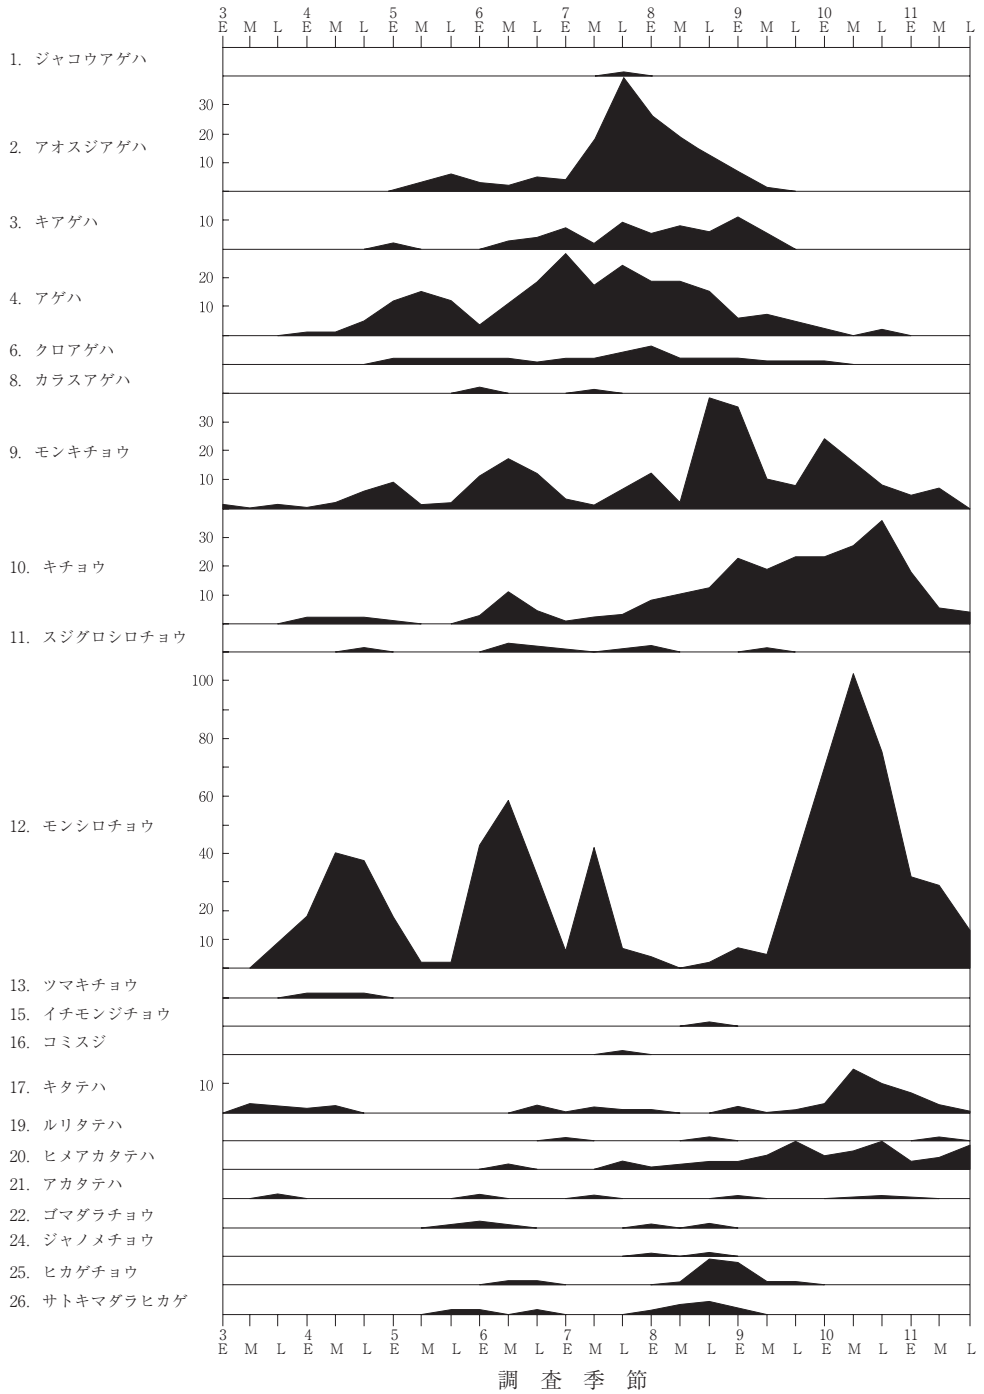 3 4 5 6 7 8 9 10 11
E M L E M L E M L E M L E M L E M L E M L E M L E M L
1. ジャコウアゲハ
30
20
2. アオスジアゲハ
10
3. キアゲハ
10
20
4. アゲハ
10
6. クロアゲハ
8. カラスアゲハ
30
9. モンキチョウ
20
10
30
10. キチョウ
20
10
11. スジグロシロチョウ
100
80
60
12. モンシロチョウ
40
20
10
13. ツマキチョウ
15. イチモンジチョウ
16. コミスジ
17. キタテハ
10
19. ルリタテハ
20. ヒメアカタテハ
21. アカタテハ
22. ゴマダラチョウ
24. ジャノメチョウ
25. ヒカゲチョウ
26. サトキマダラヒカゲ
3 4 5 6 7 8 9 10 11
E M L E M L E M L E M L E M L E M L E M L E M L E M L
調 査 季 節